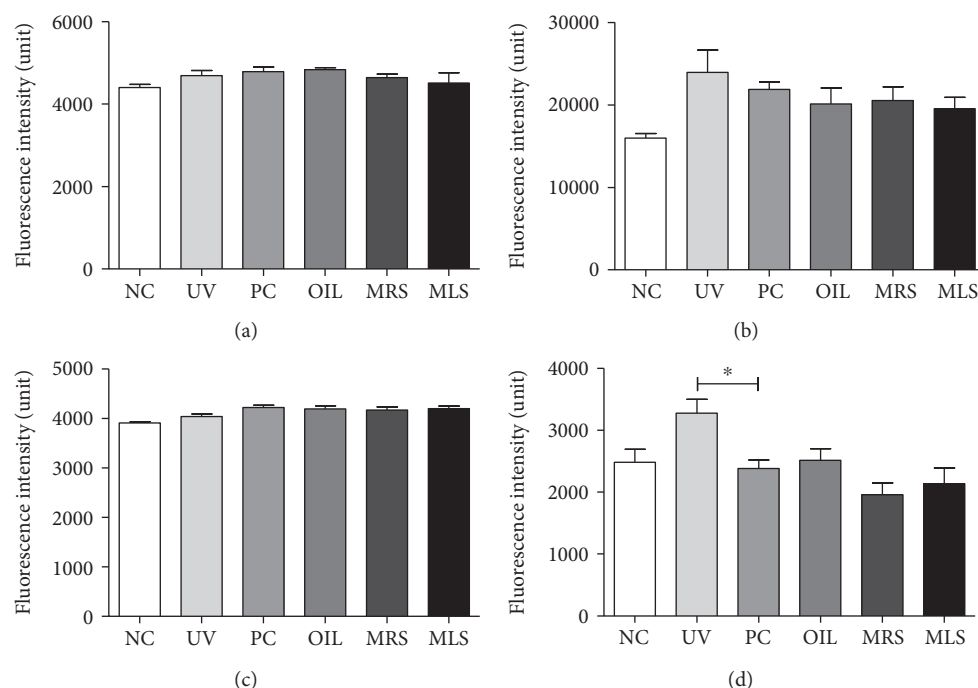 Fluorescence intensity (unit)
6000
4000
2000
0
NC UV PC OIL MRS MLS
(a)
Fluorescence intensity (unit)
30000
20000
10000
0
NC UV PC OIL MRS MLS
(b)
Fluorescence intensity (unit)
5000
4000
3000
2000
1000
0
NC UV PC OIL MRS MLS
(c)
Fluorescence intensity (unit)
4000
3000
2000
1000
0
*
NC UV PC OIL MRS MLS
(d)